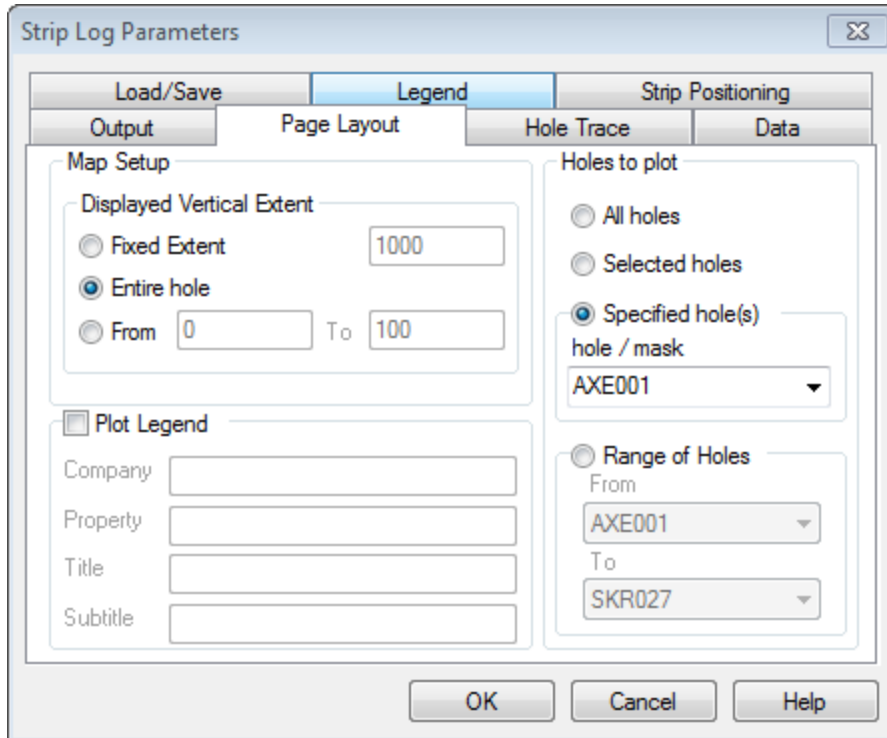 Strip Log Parameters
Load/Save Legend Strip Positioning
Output Page Layout Hole Trace Data
Map Setup
Displayed Vertical Extent
Fixed Extent 1000
Entire hole
From 0 To 100
Plot Legend
Company
Property
Title
Subtitle
Holes to plot
All holes
Selected holes
Specified hole(s)
hole / mask
AXE001
Range of Holes
From
AXE001
To
SKR027
OK Cancel Help